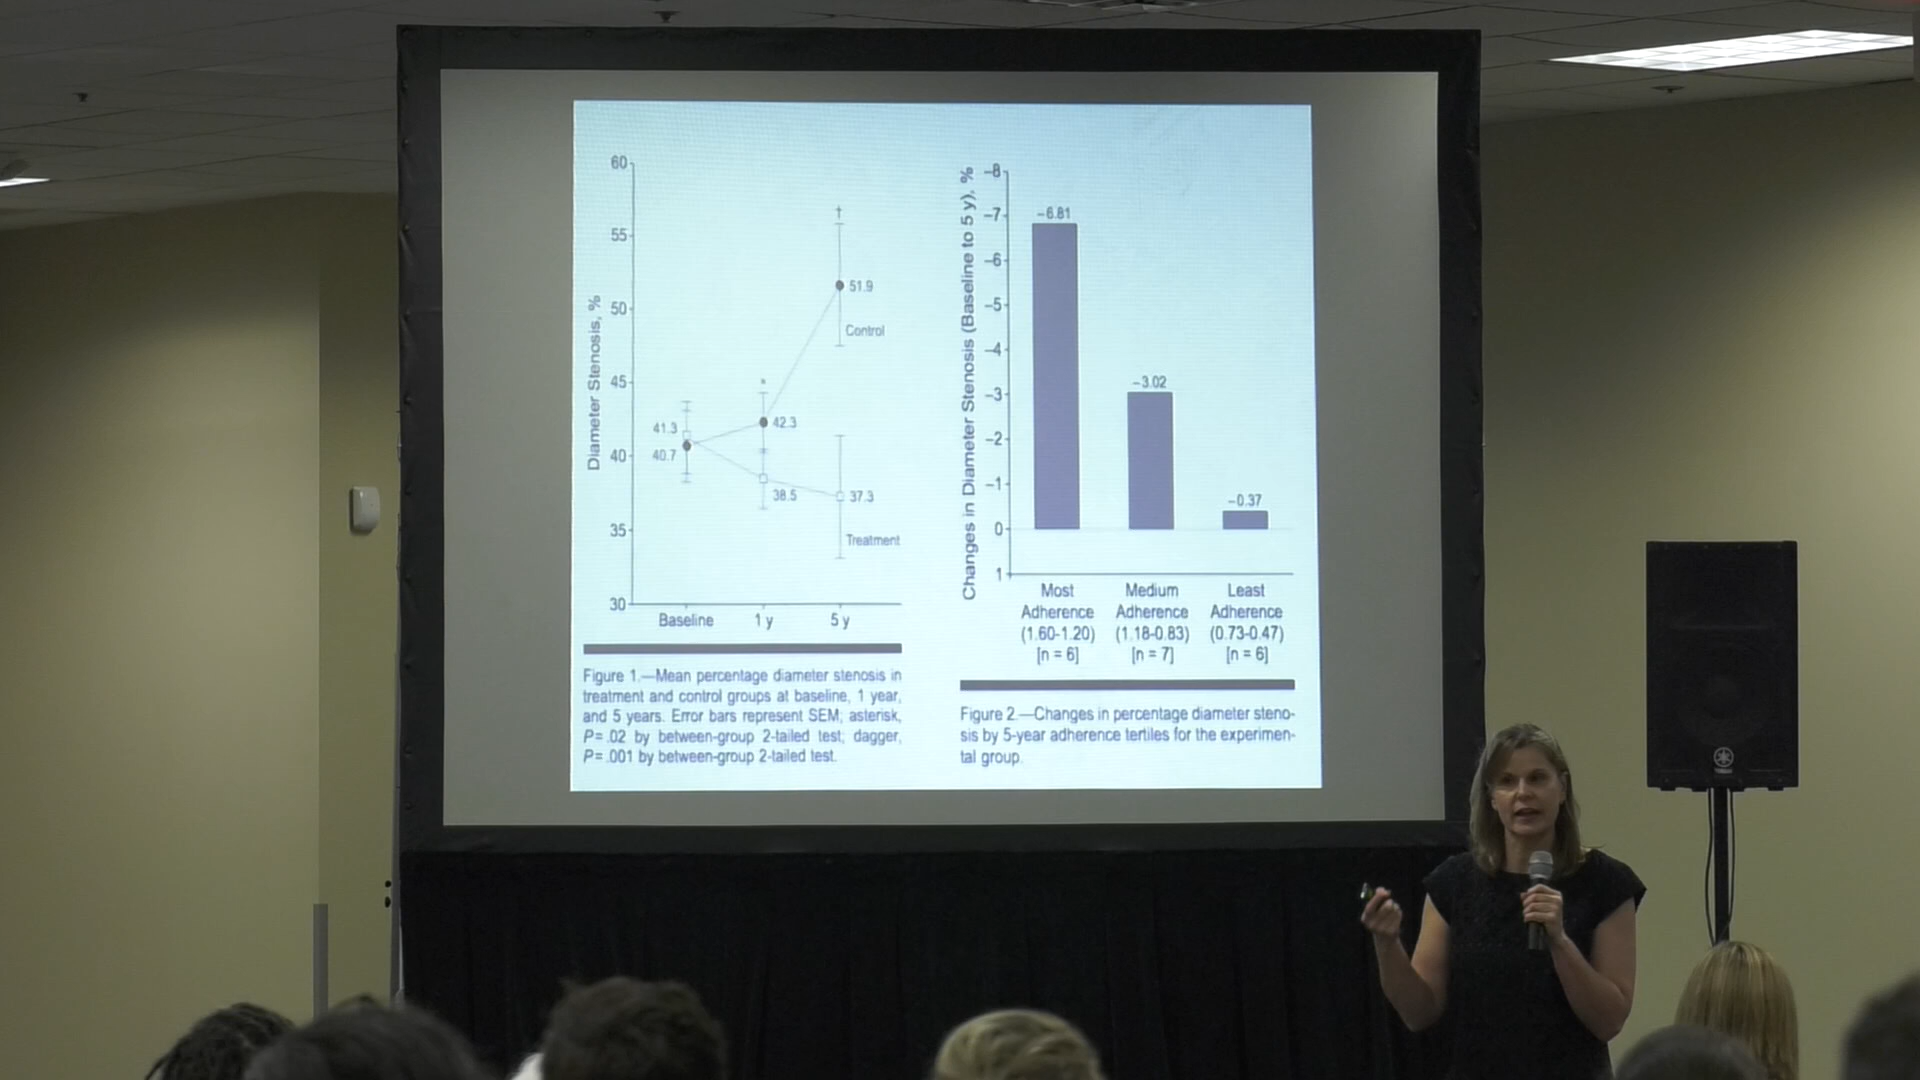 60
55
50
45
40
35
30
Diameter Stenosis, %
†
51.9
Control
*
41.3
40.7
42.3
38.5
37.3
Treatment
Baseline 1 y 5 y
Figure 1.—Mean percentage diameter stenosis in
treatment and control groups at baseline, 1 year,
and 5 years. Error bars represent SEM; asterisk,
P= .02 by between-group 2-tailed test; dagger,
P= .001 by between-group 2-tailed test.
Changes in Diameter Stenosis (Baseline to 5 y), %
−8
−7
−6
−5
−4
−3
−2
−1
0
1
−6.81
−3.02
−0.37
Most Medium Least
Adherence Adherence Adherence
(1.60-1.20) (1.18-0.83) (0.73-0.47)
[n = 6] [n = 7] [n = 6]
Figure 2.—Changes in percentage diameter steno-
sis by 5-year adherence tertiles for the experimen-
tal group.
YAMAHA